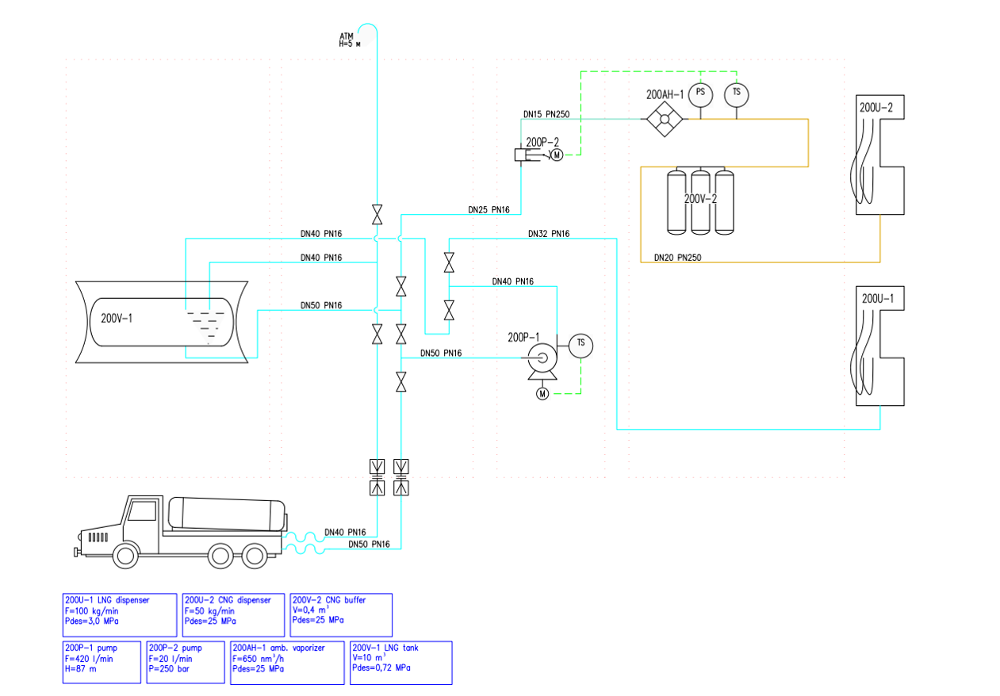 ATM
H=5 м
200AH-1
PS
TS
200U-2
DN15 PN250
200P-2
M
200V-2
DN25 PN16
DN40 PN16
DN32 PN16
DN40 PN16
DN20 PN250
DN40 PN16
DN50 PN16
200U-1
200V-1
200P-1
TS
DN50 PN16
M
DN40 PN16
DN50 PN16
200U-1 LNG dispenser
F=100 kg/min
Pdes=3,0 MPa
200U-2 CNG dispenser
F=50 kg/min
Pdes=25 MPa
200V-2 CNG buffer
V=0,4 m³
Pdes=25 MPa
200P-1 pump
F=420 l/min
H=87 m
200P-2 pump
F=20 l/min
P=250 bar
200AH-1 amb. vaporizer
F=650 nm³/h
Pdes=25 MPa
200V-1 LNG tank
V=10 m³
Pdes=0,72 MPa